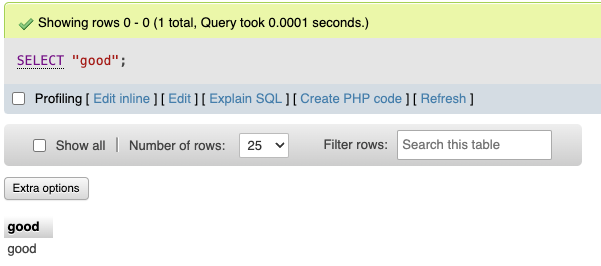 Showing rows 0 - 0 (1 total, Query took 0.0001 seconds.)
SELECT "good";
Profiling [ Edit inline ] [ Edit ] [ Explain SQL ] [ Create PHP code ] [ Refresh ]
Show all | Number of rows: 25 Filter rows: Search this table
Extra options
good
good